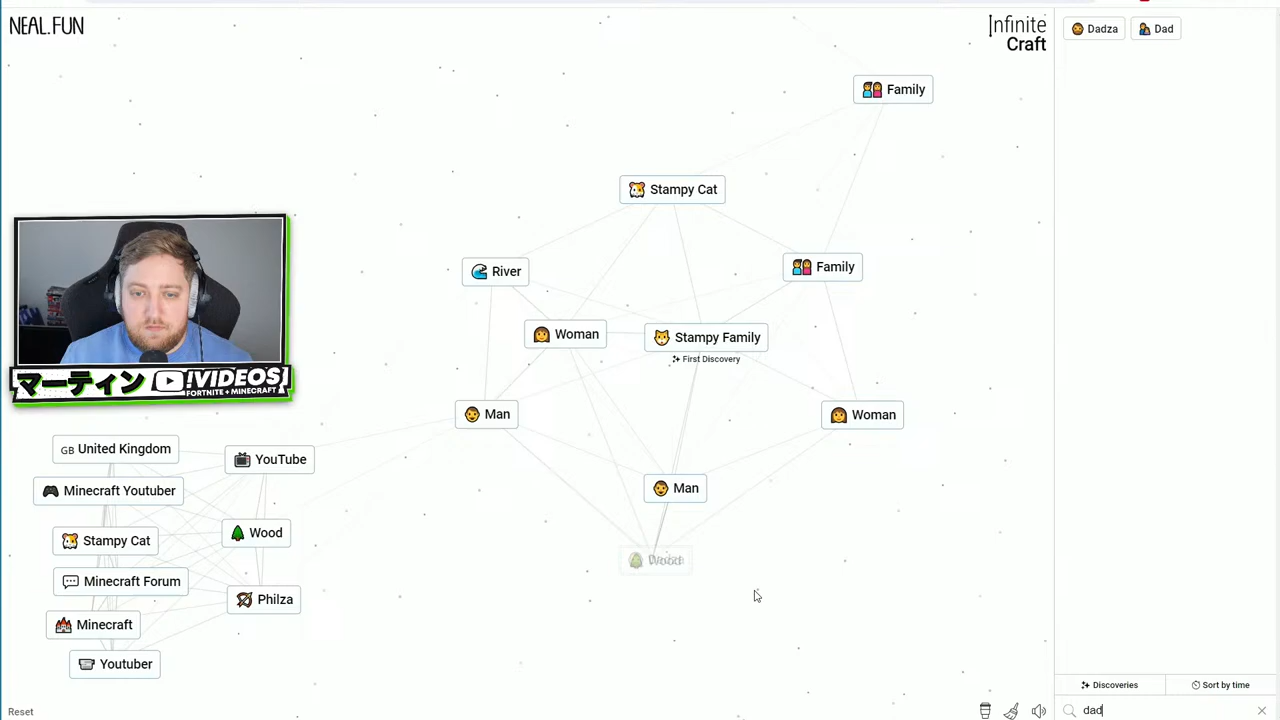 NEAL.FUN
Infinite
Craft
Dadza
Dad
Family
Stampy Cat
River
Family
Woman
Stampy Family
First Discovery
Man
Woman
マーティン
!VIDEOS
FORTNITE + MINECRAFT
GB United Kingdom
YouTube
Minecraft Youtuber
Man
Stampy Cat
Wood
Minecraft Forum
Philza
Minecraft
Youtuber
Discoveries
Sort by time
Reset
dad